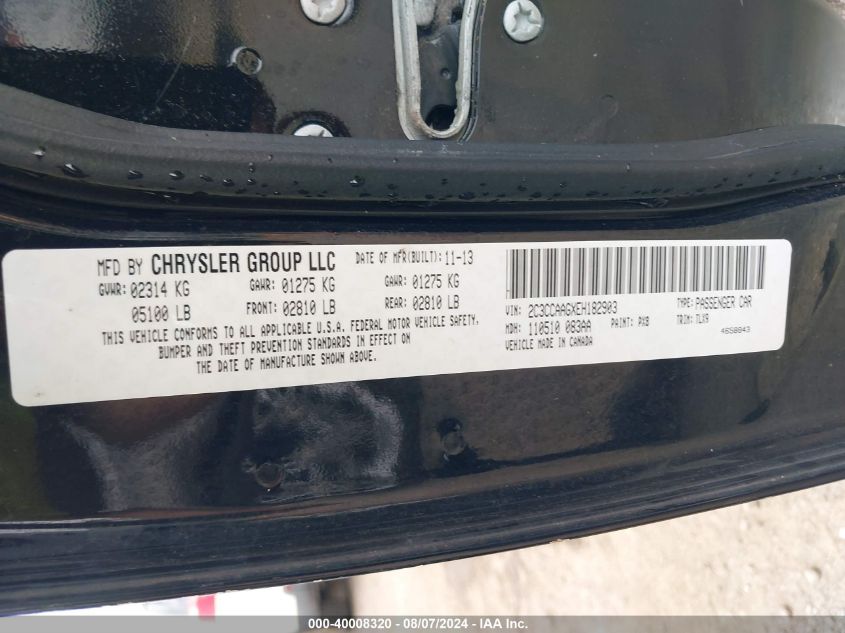 MFD BY CHRYSLER GROUP LLC DATE OF MFR(BUILT): 11-13
GVWR: 02314 KG GAWR: 01275 KG GAWR: 01275 KG
05100 LB FRONT: 02810 LB REAR: 02810 LB
THIS VEHICLE CONFORMS TO ALL APPLICABLE U.S.A. FEDERAL MOTOR VEHICLE SAFETY,
BUMPER AND THEFT PREVENTION STANDARDS IN EFFECT ON
THE DATE OF MANUFACTURE SHOWN ABOVE.
VIN: 2C3CCAAGXEH182903 TYPE: PASSENGER CAR
MDH: 110510 083AA PAINT: PX8 TRIM: TLX9
VEHICLE MADE IN CANADA 4658843
000-40008320 - 08/07/2024 - IAA Inc.